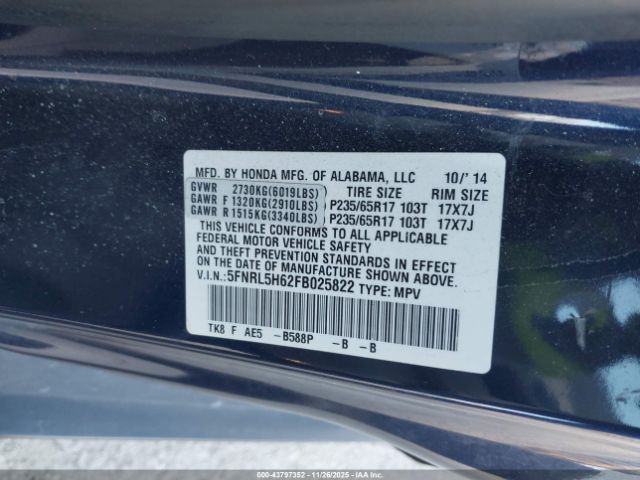 MFD. BY HONDA MFG. OF ALABAMA, LLC 10/'14
GVWR 2730KG(6019LBS) TIRE SIZE RIM SIZE
GAWR F 1320KG(2910LBS) P235/65R17 103T 17X7J
GAWR R 1515KG(3340LBS) P235/65R17 103T 17X7J
THIS VEHICLE CONFORMS TO ALL APPLICABLE
FEDERAL MOTOR VEHICLE SAFETY
AND THEFT PREVENTION STANDARDS IN EFFECT
ON THE DATE OF MANUFACTURE SHOWN ABOVE.
V.I.N.:5FNRL5H62FB025822 TYPE: MPV
TK8 F AE5 -B588P -B -B
000-43797352 - 11/26/2025 - IAAI.COM